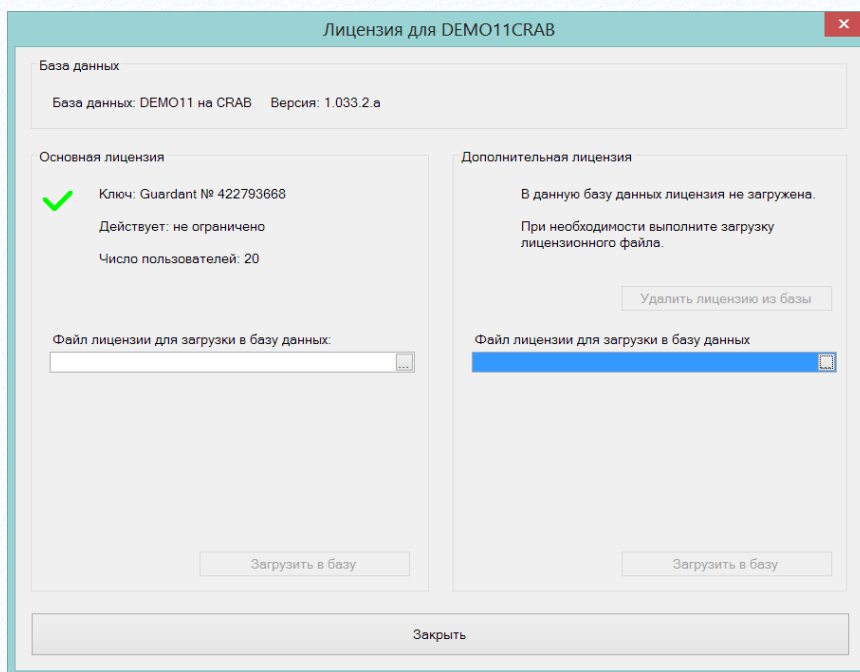 Лицензия для DEMO11CRAB
База данных
База данных: DEMO11 на CRAB Версия: 1.033.2.a
Основная лицензия
Ключ: Guardant № 422793668
Действует: не ограничено
Число пользователей: 20
Файл лицензии для загрузки в базу данных:
...
Загрузить в базу
Дополнительная лицензия
В данную базу данных лицензия не загружена.
При необходимости выполните загрузку
лицензионного файла.
Удалить лицензию из базы
Файл лицензии для загрузки в базу данных
...
Загрузить в базу
Закрыть